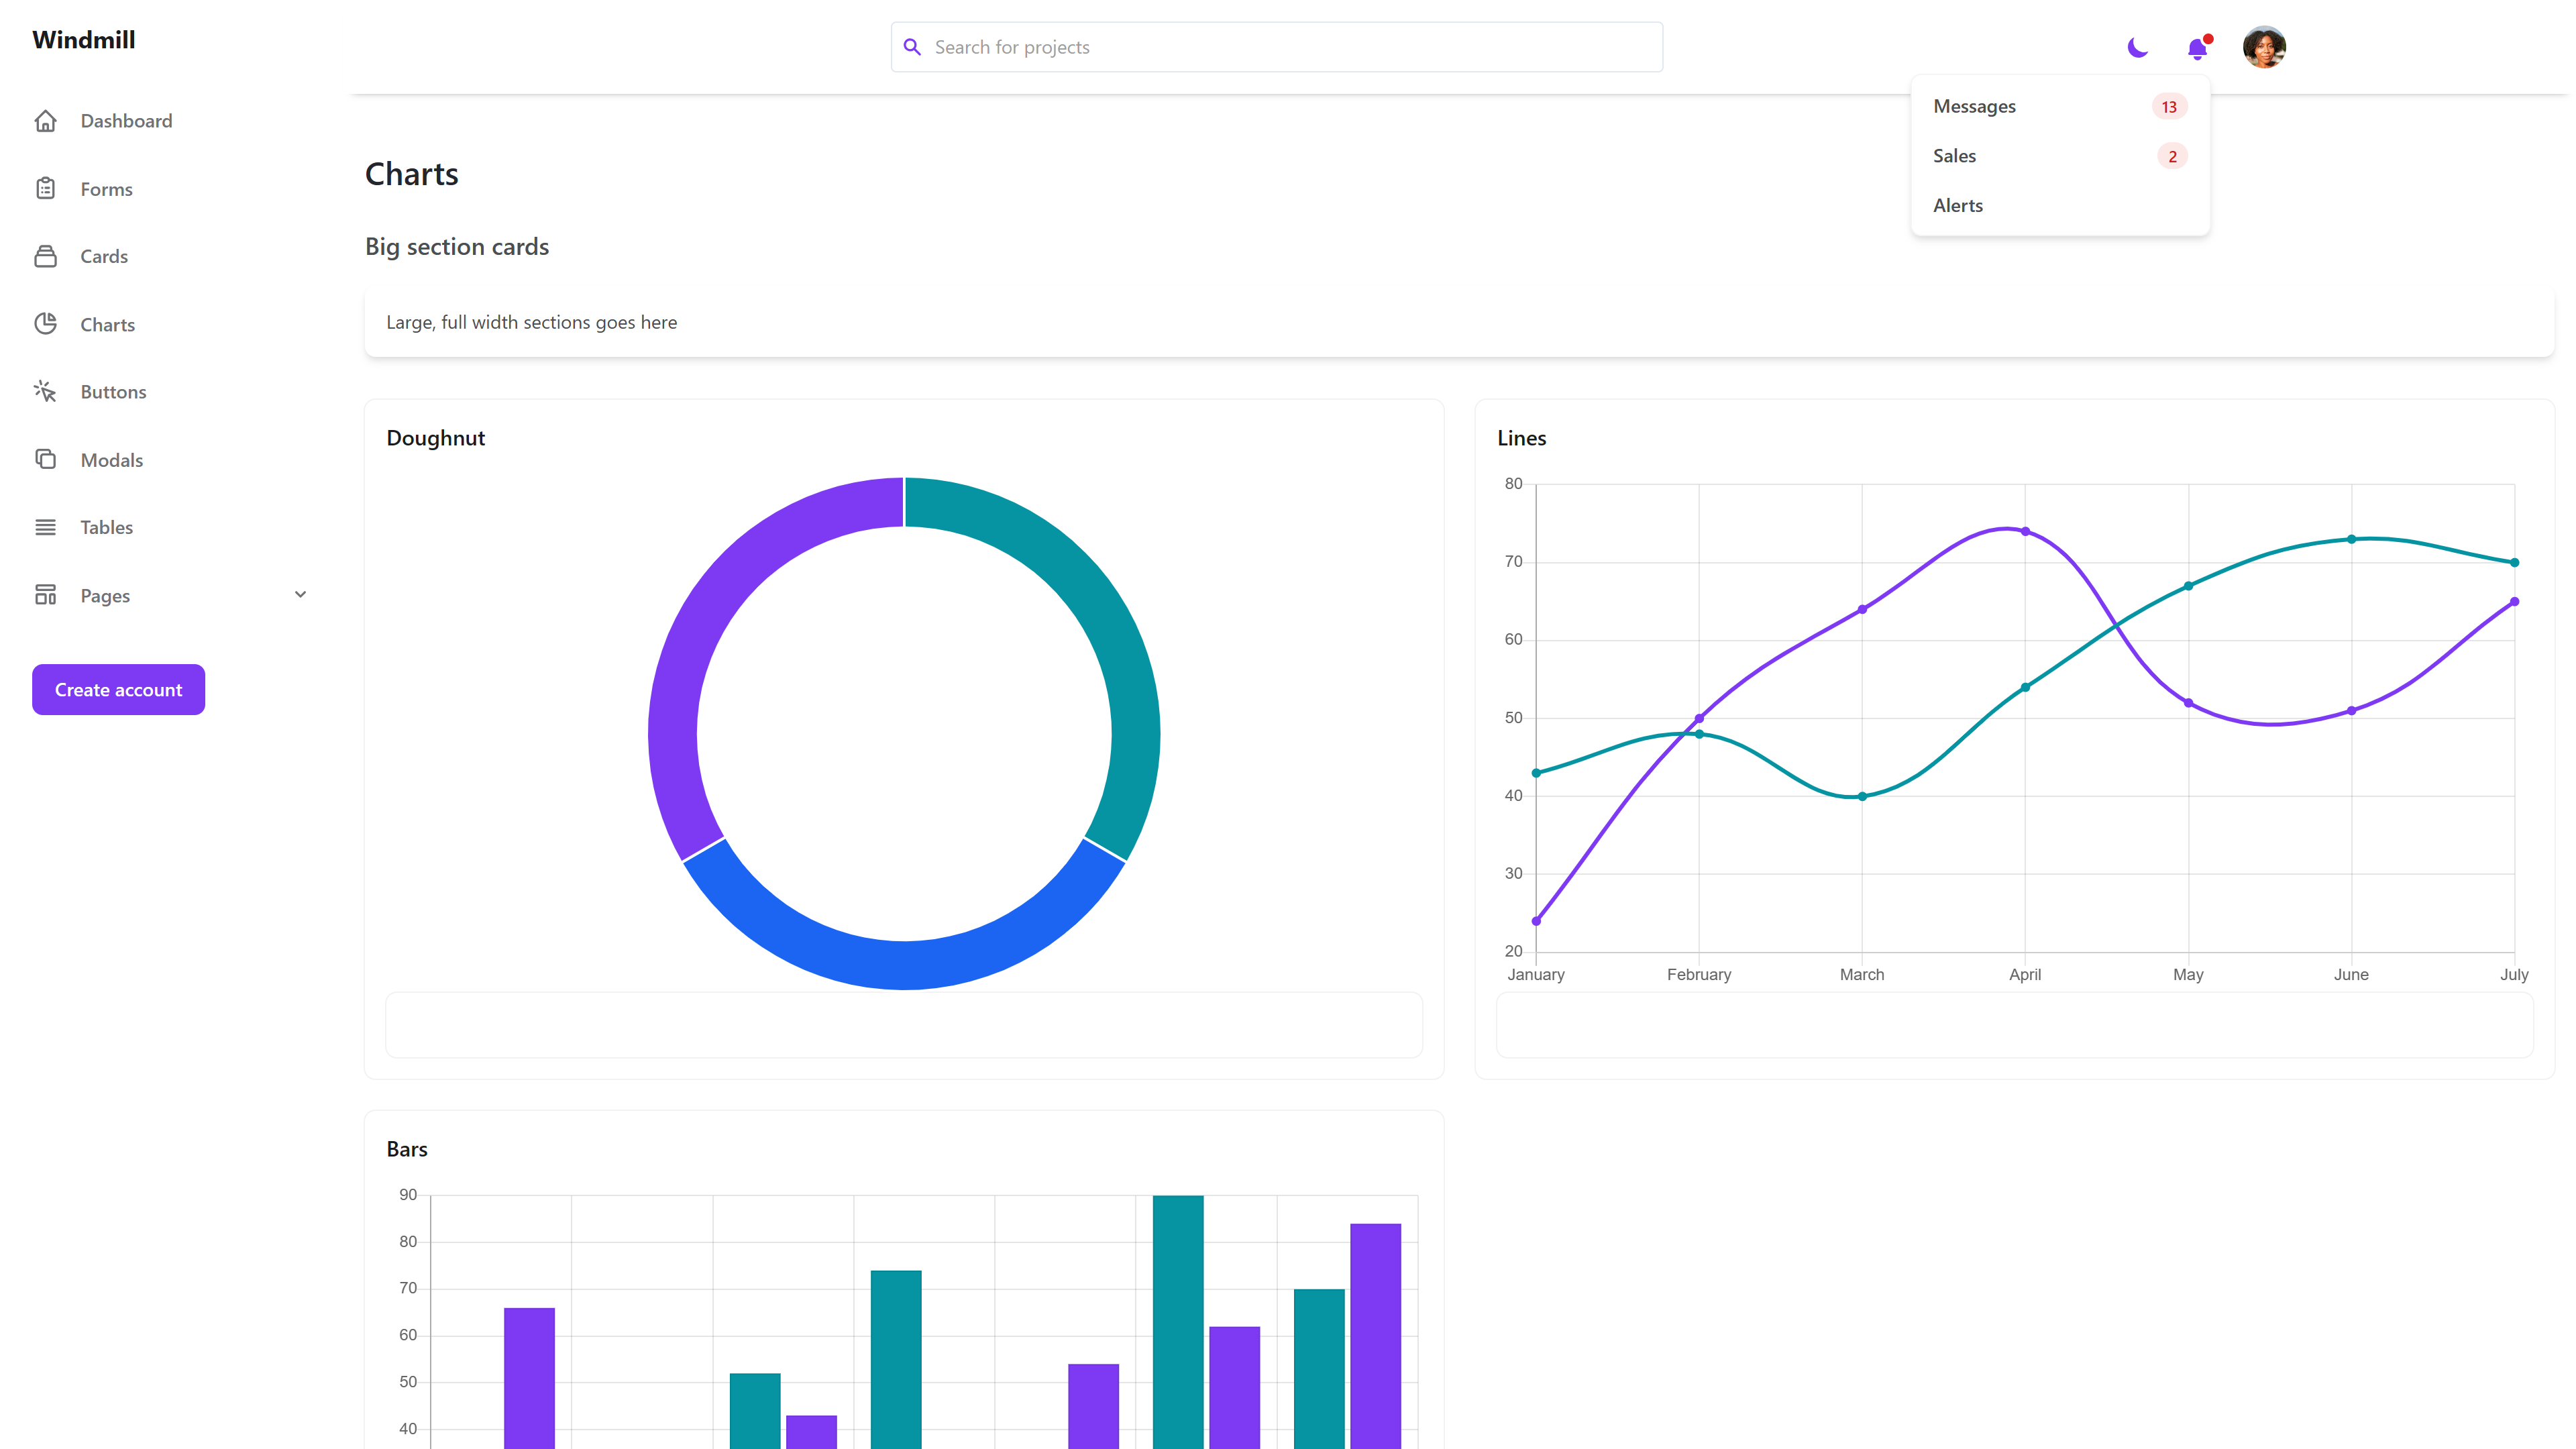 Windmill
Search for projects
Messages 13
Sales 2
Alerts
Dashboard
Forms
Cards
Charts
Buttons
Modals
Tables
Pages
Create account
Charts
Big section cards
Large, full width sections goes here
Doughnut
Lines
80
70
60
50
40
30
20
January February March April May June July
Bars
90
80
70
60
50
40